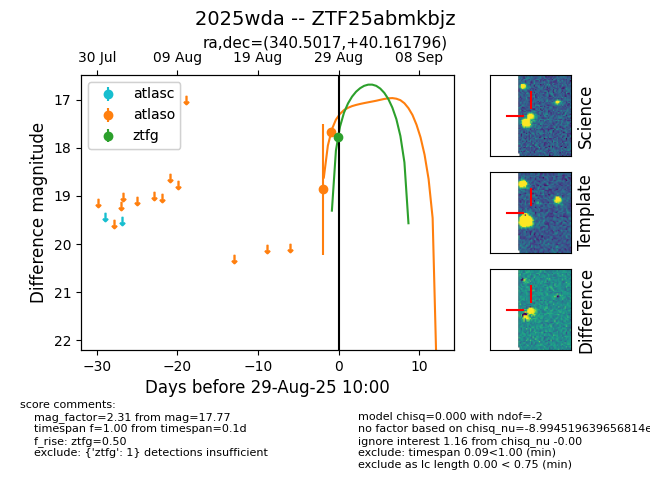 2025wda -- ZTF25abmkbjz
ra,dec=(340.5017,+40.161796)
30 Jul 09 Aug 19 Aug 29 Aug 08 Sep
atlasc
atlaso
ztfg
17
18
19
20
21
22
Difference magnitude
−30 −20 −10 0 10
Days before 29-Aug-25 10:00
Science
Template
Difference
score comments:
mag_factor=2.31 from mag=17.77
timespan f=1.00 from timespan=0.1d
f_rise: ztfg=0.50
exclude: {'ztfg': 1} detections insufficient
model chisq=0.000 with ndof=-2
no factor based on chisq_nu=-8.994519639656814e
ignore interest 1.16 from chisq_nu -0.00
exclude: timespan 0.09<1.00 (min)
exclude as lc length 0.00 < 0.75 (min)